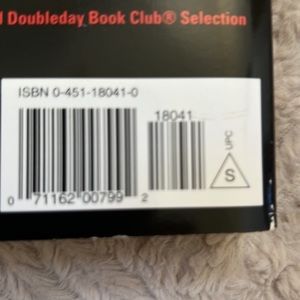 Doubleday Book Club® Selection
ISBN 0-451-18041-0
18041
UPC
S
0 71162 00799 2